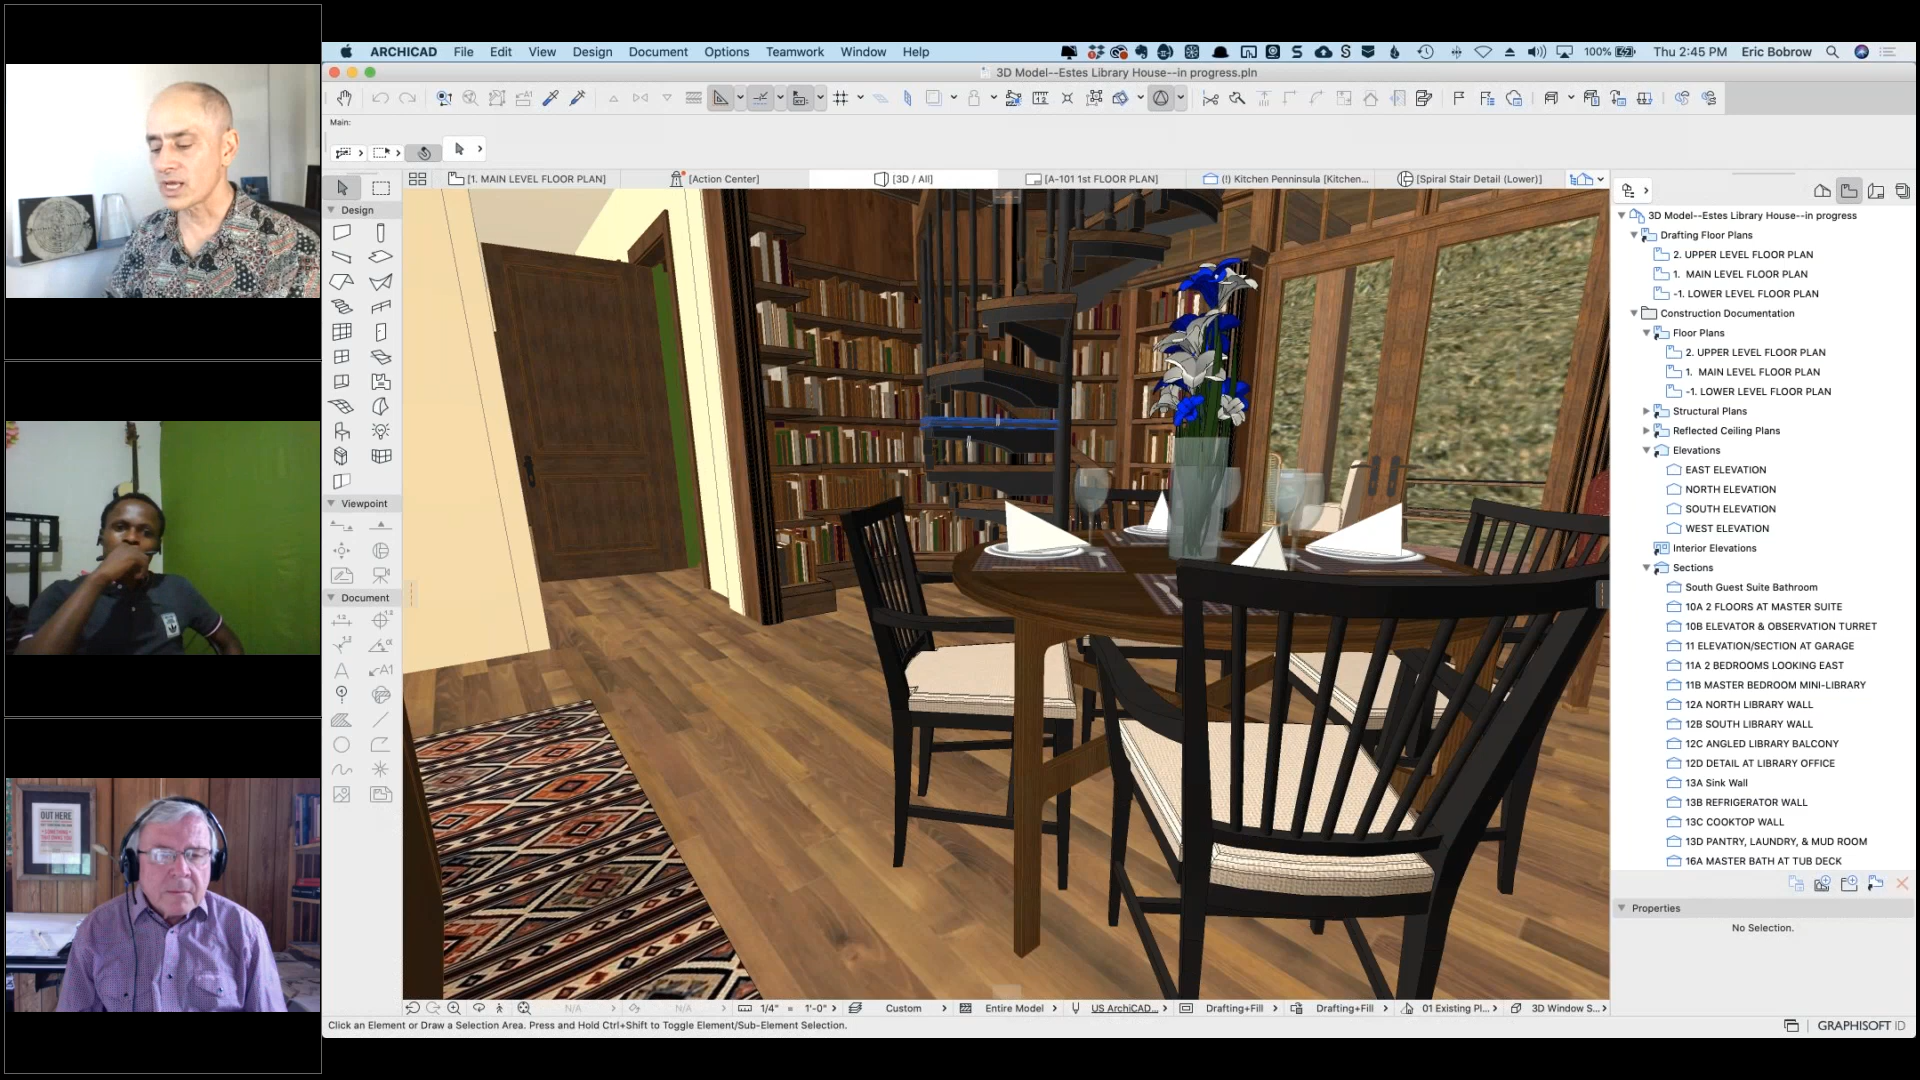 ARCHICAD File Edit View Design Document Options Teamwork Window Help 100% Thu 2:45 PM Eric Bobrow
3D Model--Estes Library House--in progress.pln
Main:
[1. MAIN LEVEL FLOOR PLAN] [Action Center] [3D / All] [A-101 1st FLOOR PLAN] (!) Kitchen Penninsula [Kitchen... [Spiral Stair Detail (Lower)]
Design
Viewpoint
Document
3D Model--Estes Library House--in progress
Drafting Floor Plans
2. UPPER LEVEL FLOOR PLAN
1. MAIN LEVEL FLOOR PLAN
-1. LOWER LEVEL FLOOR PLAN
Construction Documentation
Floor Plans
2. UPPER LEVEL FLOOR PLAN
1. MAIN LEVEL FLOOR PLAN
-1. LOWER LEVEL FLOOR PLAN
Structural Plans
Reflected Ceiling Plans
Elevations
EAST ELEVATION
NORTH ELEVATION
SOUTH ELEVATION
WEST ELEVATION
Interior Elevations
Sections
South Guest Suite Bathroom
10A 2 FLOORS AT MASTER SUITE
10B ELEVATOR & OBSERVATION TURRET
11 ELEVATION/SECTION AT GARAGE
11A 2 BEDROOMS LOOKING EAST
11B MASTER BEDROOM MINI-LIBRARY
12A NORTH LIBRARY WALL
12B SOUTH LIBRARY WALL
12C ANGLED LIBRARY BALCONY
12D DETAIL AT LIBRARY OFFICE
13A Sink Wall
13B REFRIGERATOR WALL
13C COOKTOP WALL
13D PANTRY, LAUNDRY, & MUD ROOM
16A MASTER BATH AT TUB DECK
Properties
No Selection.
N/A N/A 1/4" = 1'-0" Custom Entire Model US ArchiCAD... Drafting+Fill Drafting+Fill 01 Existing Pl... 3D Window S...
Click an Element or Draw a Selection Area. Press and Hold Ctrl+Shift to Toggle Element/Sub-Element Selection.
GRAPHISOFT ID
OUT HERE